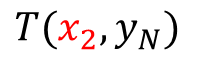 T(x₂, y_N)